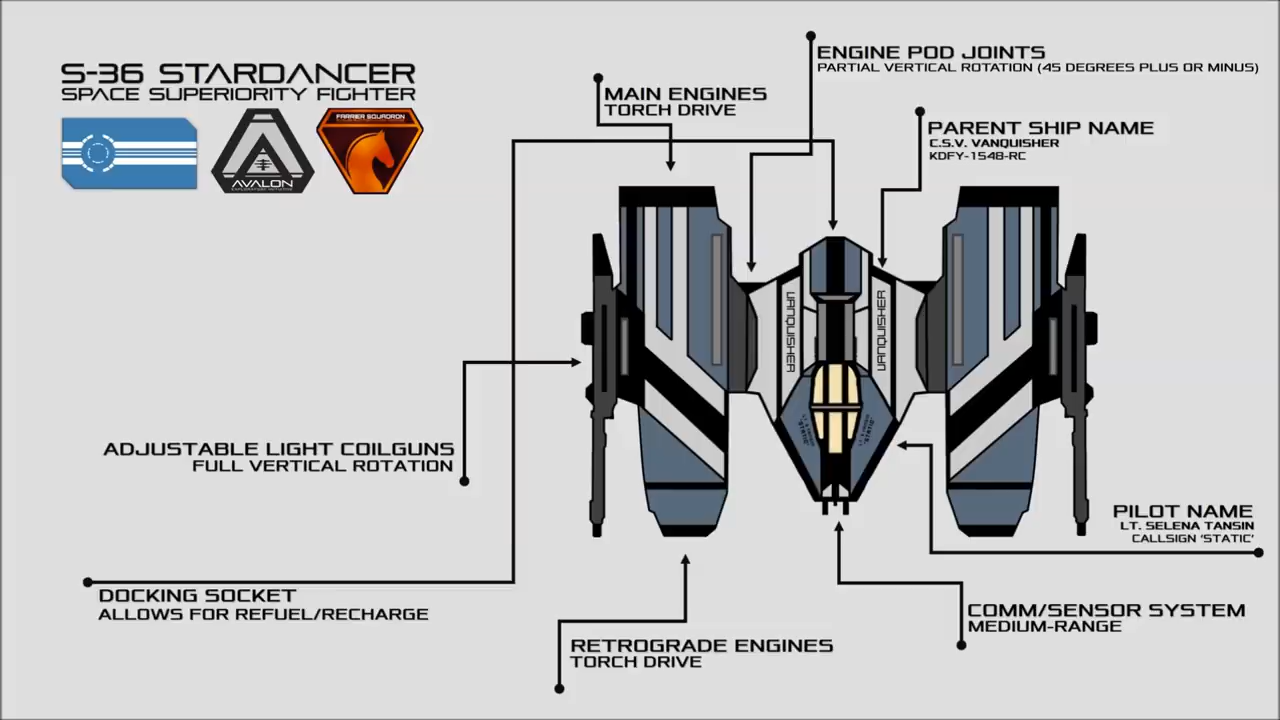 S-36 STARDANCER
SPACE SUPERIORITY FIGHTER
AVALON
FARRIER SQUADRON
MAIN ENGINES
TORCH DRIVE
ENGINE POD JOINTS
PARTIAL VERTICAL ROTATION (45 DEGREES PLUS OR MINUS)
PARENT SHIP NAME
C.S.V. VANQUISHER
KDFY-1548-RC
VANQUISHER
VANQUISHER
ADJUSTABLE LIGHT COILGUNS
FULL VERTICAL ROTATION
PILOT NAME
LT. SELENA TANSIN
CALLSIGN 'STATIC'
DOCKING SOCKET
ALLOWS FOR REFUEL/RECHARGE
COMM/SENSOR SYSTEM
MEDIUM-RANGE
RETROGRADE ENGINES
TORCH DRIVE